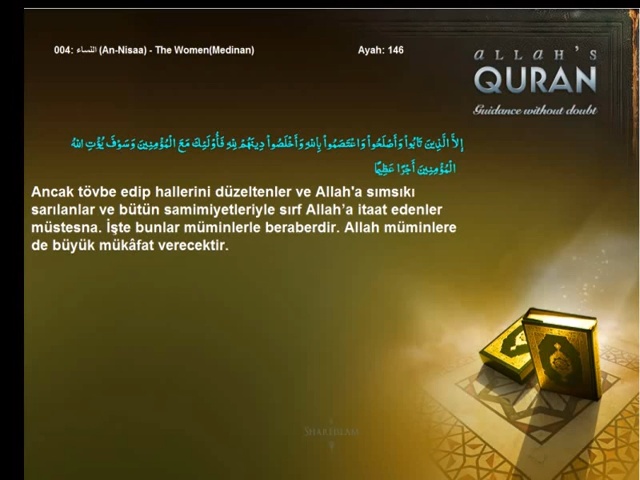 004: النساء (An-Nisaa) - The Women(Medinan)
Ayah: 146
ALLAH'S
QURAN
Guidance without doubt
إِلاَّ الَّذِينَ تَابُواْ وَأَصْلَحُواْ وَاعْتَصَمُواْ بِاللّهِ وَأَخْلَصُواْ دِينَهُمْ لِلّهِ فَأُوْلَئِكَ مَعَ الْمُؤْمِنِينَ وَسَوْفَ يُؤْتِ اللّهُ
الْمُؤْمِنِينَ أَجْرًا عَظِيمًا
Ancak tövbe edip hallerini düzeltenler ve Allah'a sımsıkı
sarılanlar ve bütün samimiyetleriyle sırf Allah’a itaat edenler
müstesna. İşte bunlar müminlerle beraberdir. Allah müminlere
de büyük mükâfat verecektir.